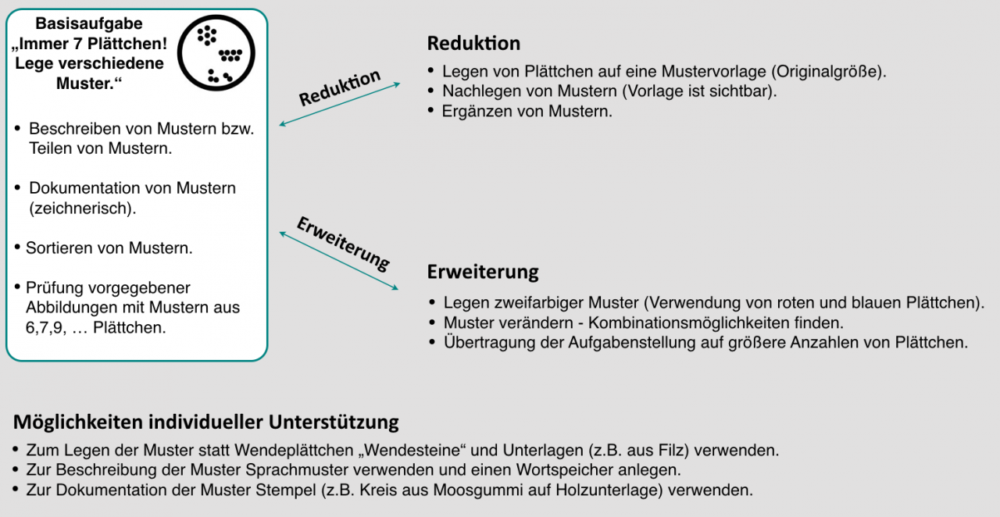 Basisaufgabe
„Immer 7 Plättchen!
Lege verschiedene
Muster.“
• Beschreiben von Mustern bzw.
Teilen von Mustern.
• Dokumentation von Mustern
(zeichnerisch).
• Sortieren von Mustern.
• Prüfung vorgegebener
Abbildungen mit Mustern aus
6,7,9, … Plättchen.
Reduktion
Reduktion
• Legen von Plättchen auf eine Mustervorlage (Originalgröße).
• Nachlegen von Mustern (Vorlage ist sichtbar).
• Ergänzen von Mustern.
Erweiterung
Erweiterung
• Legen zweifarbiger Muster (Verwendung von roten und blauen Plättchen).
• Muster verändern - Kombinationsmöglichkeiten finden.
• Übertragung der Aufgabenstellung auf größere Anzahlen von Plättchen.
Möglichkeiten individueller Unterstützung
• Zum Legen der Muster statt Wendeplättchen „Wendesteine“ und Unterlagen (z.B. aus Filz) verwenden.
• Zur Beschreibung der Muster Sprachmuster verwenden und einen Wortspeicher anlegen.
• Zur Dokumentation der Muster Stempel (z.B. Kreis aus Moosgummi auf Holzunterlage) verwenden.